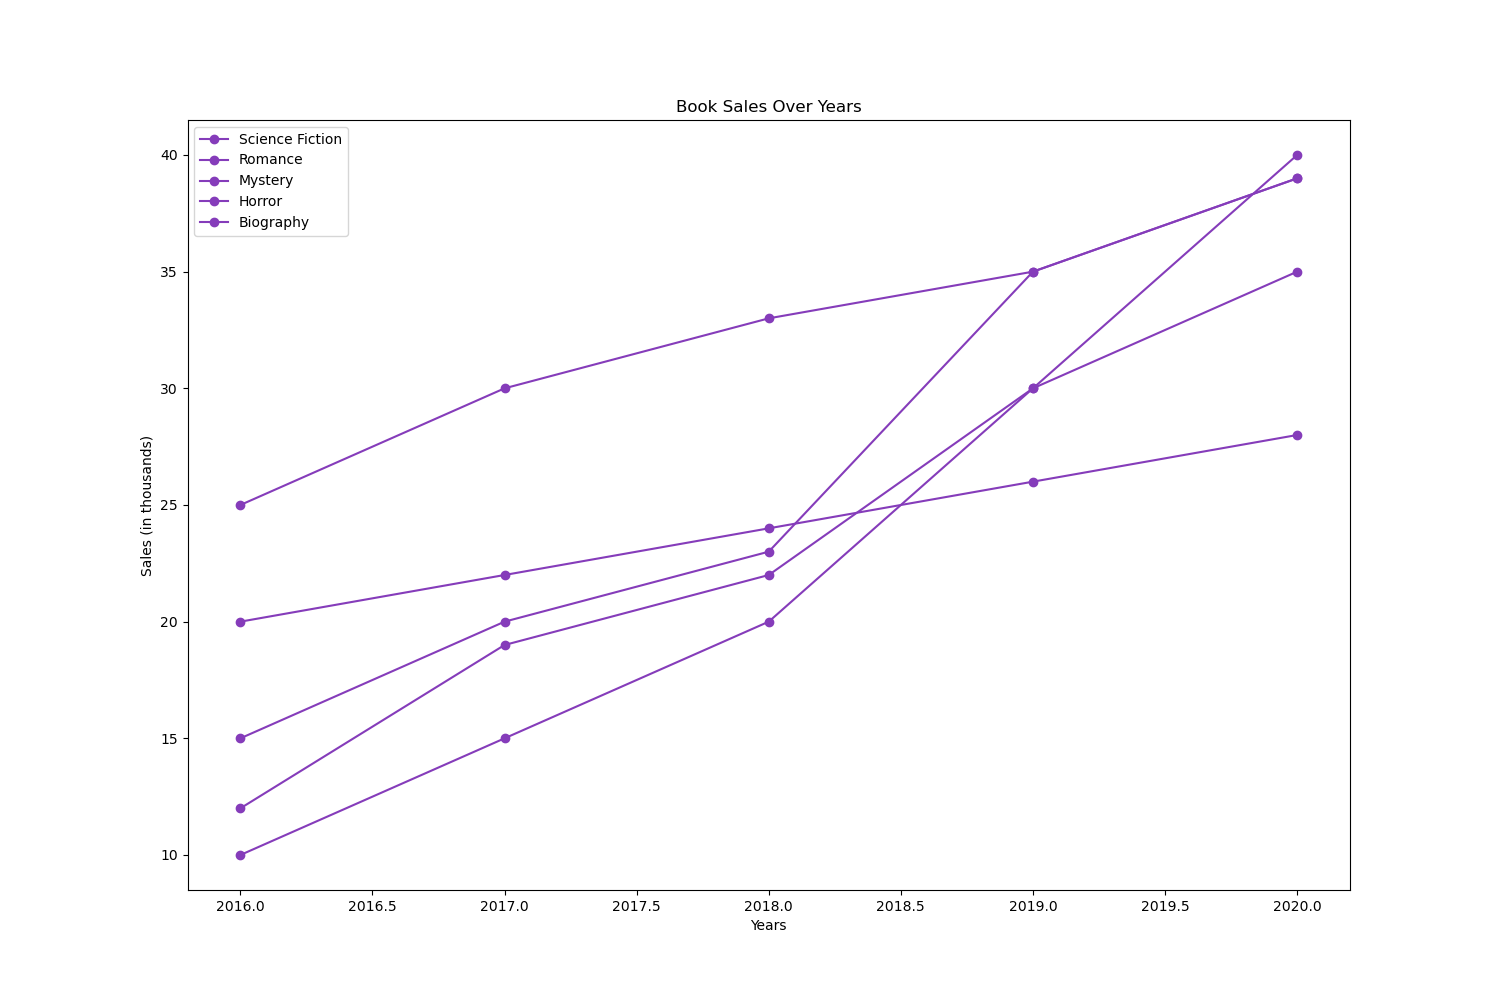 Book Sales Over Years
Science Fiction
Romance
Mystery
Horror
Biography
40
35
30
25
20
15
10
Sales (in thousands)
2016.0 2016.5 2017.0 2017.5 2018.0 2018.5 2019.0 2019.5 2020.0
Years